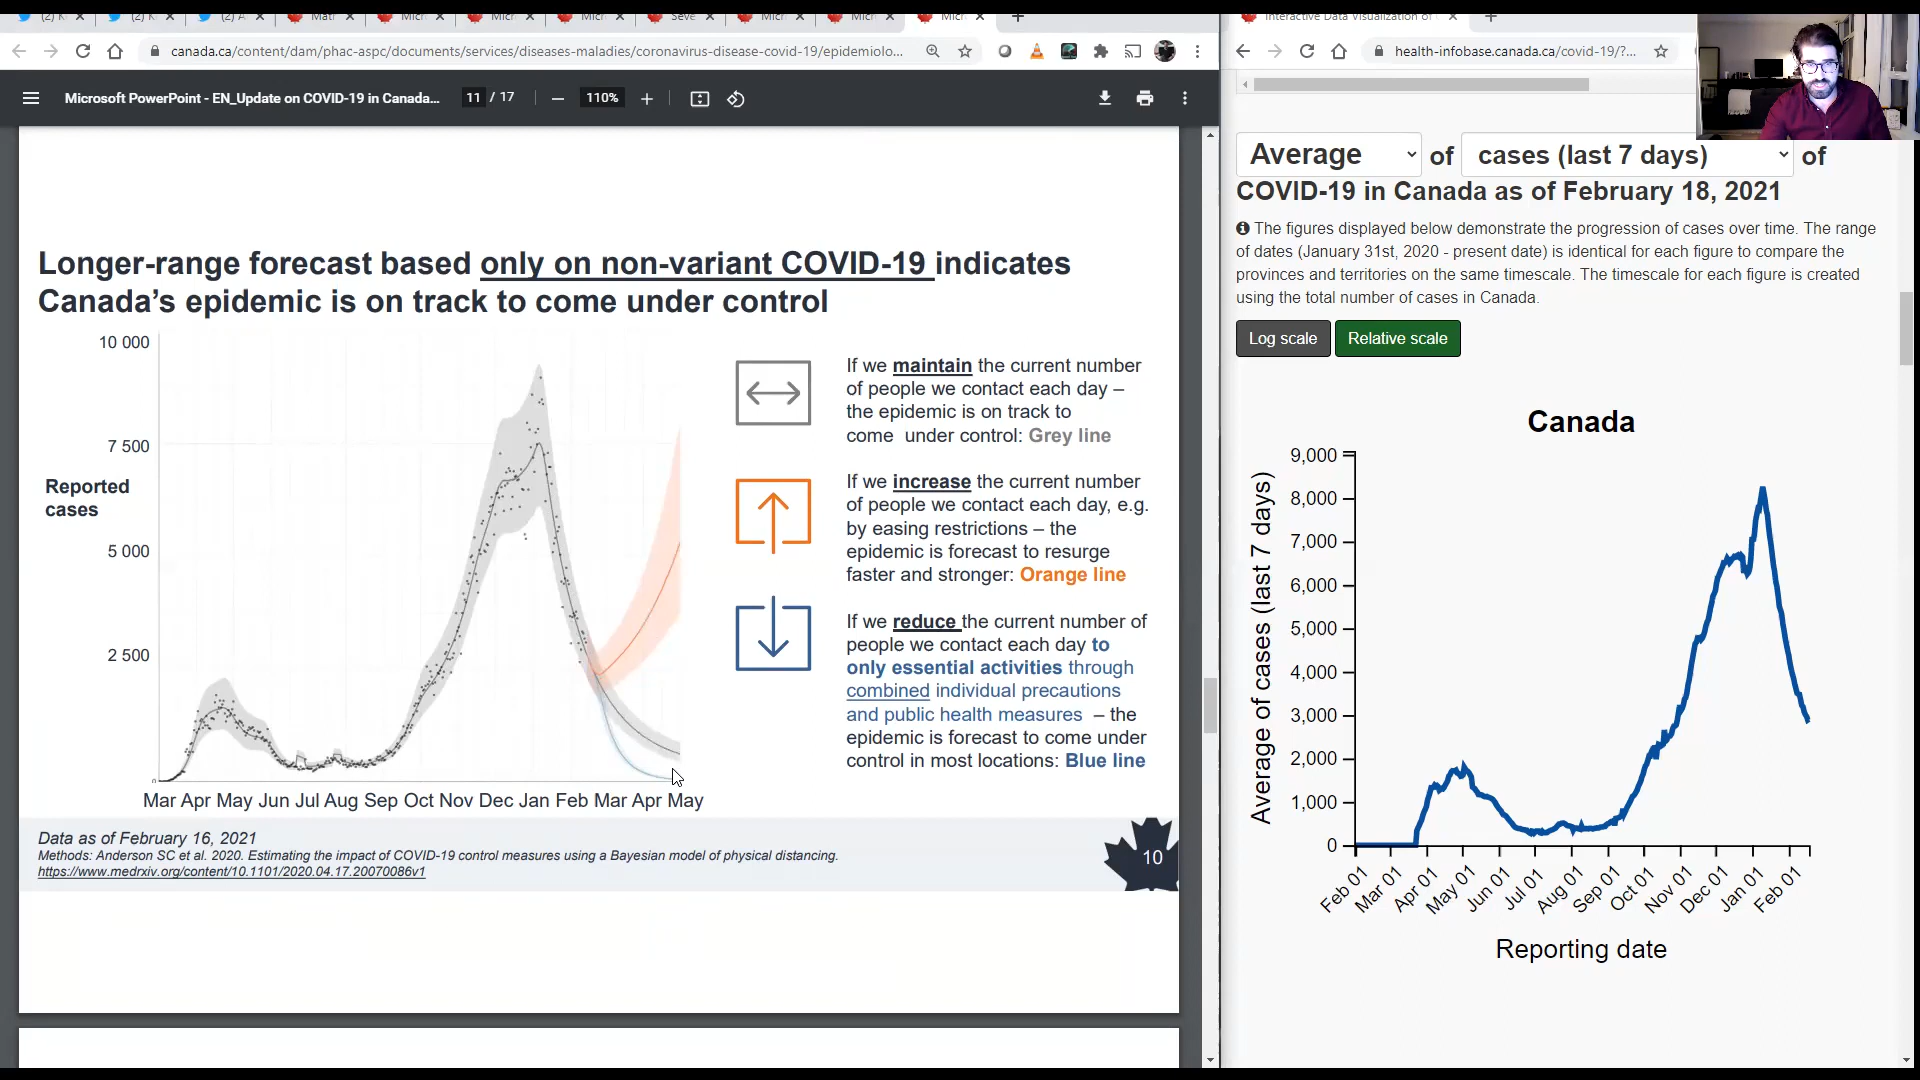 canada.ca/content/dam/phac-aspc/documents/services/diseases-maladies/coronavirus-disease-covid-19/epidemiolo...
Microsoft PowerPoint - EN_Update on COVID-19 in Canada...
11 / 17
110%
Longer-range forecast based only on non-variant COVID-19 indicates
Canada’s epidemic is on track to come under control
10 000
7 500
Reported
cases
5 000
2 500
0
Mar Apr May Jun Jul Aug Sep Oct Nov Dec Jan Feb Mar Apr May
If we maintain the current number
of people we contact each day –
the epidemic is on track to
come under control: Grey line
If we increase the current number
of people we contact each day, e.g.
by easing restrictions – the
epidemic is forecast to resurge
faster and stronger: Orange line
If we reduce the current number of
people we contact each day to
only essential activities through
combined individual precautions
and public health measures – the
epidemic is forecast to come under
control in most locations: Blue line
Data as of February 16, 2021
Methods: Anderson SC et al. 2020. Estimating the impact of COVID-19 control measures using a Bayesian model of physical distancing.
https://www.medrxiv.org/content/10.1101/2020.04.17.20070086v1
10
Interactive Data Visualization of
health-infobase.canada.ca/covid-19/?...
Average of cases (last 7 days) of
COVID-19 in Canada as of February 18, 2021
The figures displayed below demonstrate the progression of cases over time. The range
of dates (January 31st, 2020 - present date) is identical for each figure to compare the
provinces and territories on the same timescale. The timescale for each figure is created
using the total number of cases in Canada.
Log scale
Relative scale
Canada
Average of cases (last 7 days)
9,000
8,000
7,000
6,000
5,000
4,000
3,000
2,000
1,000
0
Feb 01
Mar 01
Apr 01
May 01
Jun 01
Jul 01
Aug 01
Sep 01
Oct 01
Nov 01
Dec 01
Jan 01
Feb 01
Reporting date